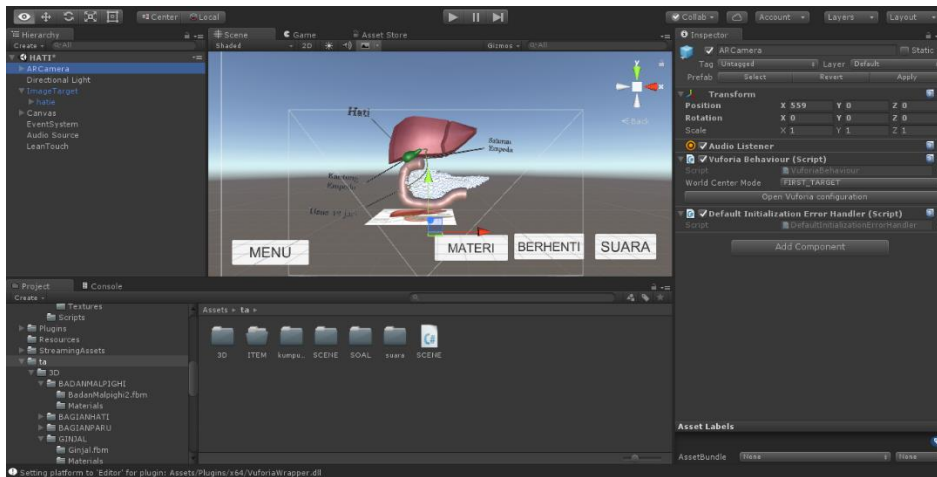 Center Local
Collab Account Layers Layout
Hierarchy
Create All
HATI*
ARCamera
Directional Light
ImageTarget
hatie
Canvas
EventSystem
Audio Source
LeanTouch
Scene Game Asset Store
Shaded 2D Gizmos All
Back
Hati
Saluran
Empedu
Kantung
Empedu
MENU MATERI BERHENTI SUARA
Inspector
ARCamera Static
Tag Untagged Layer Default
Prefab Select Revert Apply
Transform
Position X 559 Y 0 Z 0
Rotation X 0 Y 0 Z 0
Scale X 1 Y 1 Z 1
Audio Listener
Vuforia Behaviour (Script)
Script VuforiaBehaviour
World Center Mode FIRST_TARGET
Open Vuforia configuration
Default Initialization Error Handler (Script)
Script DefaultInitializationErrorHandler
Add Component
Project Console
Create
Textures
Scripts
Plugins
Resources
StreamingAssets
ta
3D
BADANMALPIGHI
BadanMalpighi2.fbm
Materials
BAGIANHATI
BAGIANPARU
GINJAL
Ginjal.fbm
Materials
Assets ta
3D ITEM kumpu... SCENE SOAL suara SCENE
Asset Labels
AssetBundle None None
Setting platform to 'Editor' for plugin: Assets/Plugins/x64/VuforiaWrapper.dll